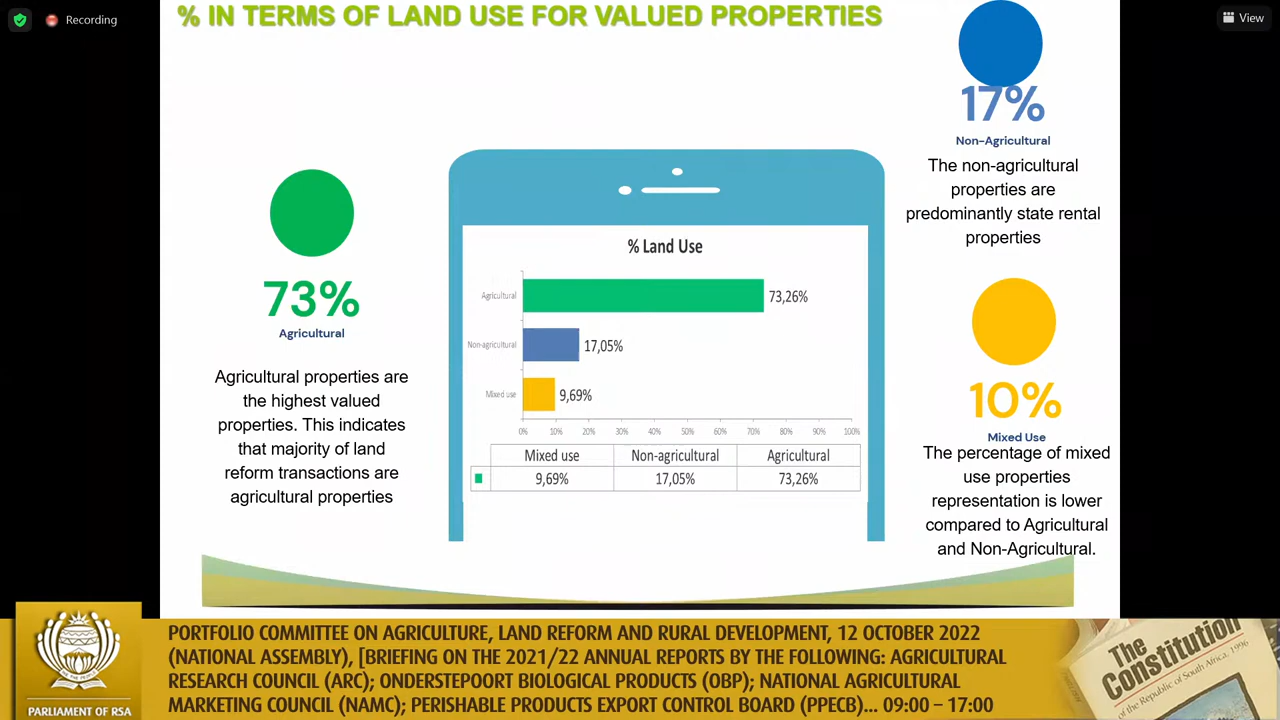 Recording
View
% IN TERMS OF LAND USE FOR VALUED PROPERTIES
73%
Agricultural
Agricultural properties are
the highest valued
properties. This indicates
that majority of land
reform transactions are
agricultural properties
% Land Use
Agricultural
73,26%
Non-agricultural
17,05%
Mixed use
9,69%
0% 10% 20% 30% 40% 50% 60% 70% 80% 90% 100%
Mixed use Non-agricultural Agricultural
9,69% 17,05% 73,26%
17%
Non-Agricultural
The non-agricultural
properties are
predominantly state rental
properties
10%
Mixed Use
The percentage of mixed
use properties
representation is lower
compared to Agricultural
and Non-Agricultural.
PORTFOLIO COMMITTEE ON AGRICULTURE, LAND REFORM AND RURAL DEVELOPMENT, 12 OCTOBER 2022
(NATIONAL ASSEMBLY), [BRIEFING ON THE 2021/22 ANNUAL REPORTS BY THE FOLLOWING: AGRICULTURAL
RESEARCH COUNCIL (ARC); ONDERSTEPOORT BIOLOGICAL PRODUCTS (OBP); NATIONAL AGRICULTURAL
MARKETING COUNCIL (NAMC); PERISHABLE PRODUCTS EXPORT CONTROL BOARD (PPECB)... 09:00 – 17:00
PARLIAMENT OF RSA
The
Constitution
of the Republic of South Africa, 1996